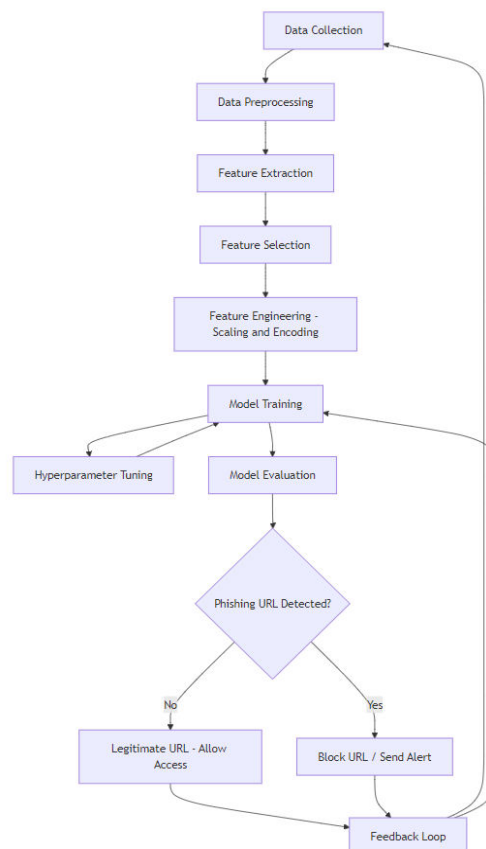 Data Collection
Data Preprocessing
Feature Extraction
Feature Selection
Feature Engineering -
Scaling and Encoding
Model Training
Hyperparameter Tuning
Model Evaluation
Phishing URL Detected?
No
Yes
Legitimate URL - Allow
Access
Block URL / Send Alert
Feedback Loop